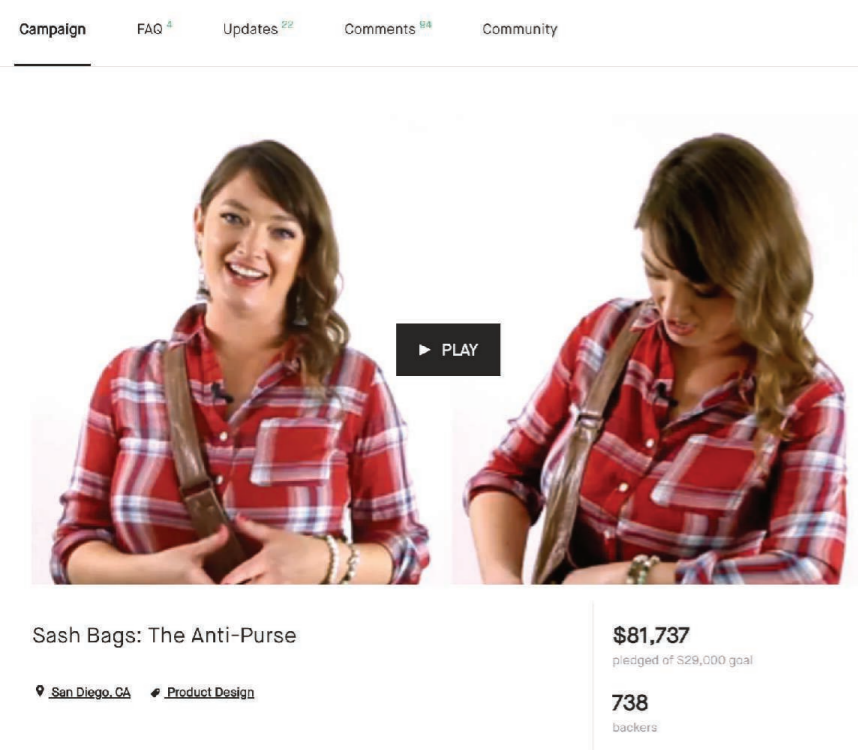 Campaign FAQ 4 Updates 22 Comments 94 Community
▶ PLAY
Sash Bags: The Anti-Purse
San Diego, CA Product Design
$81,737
pledged of $29,000 goal
738
backers